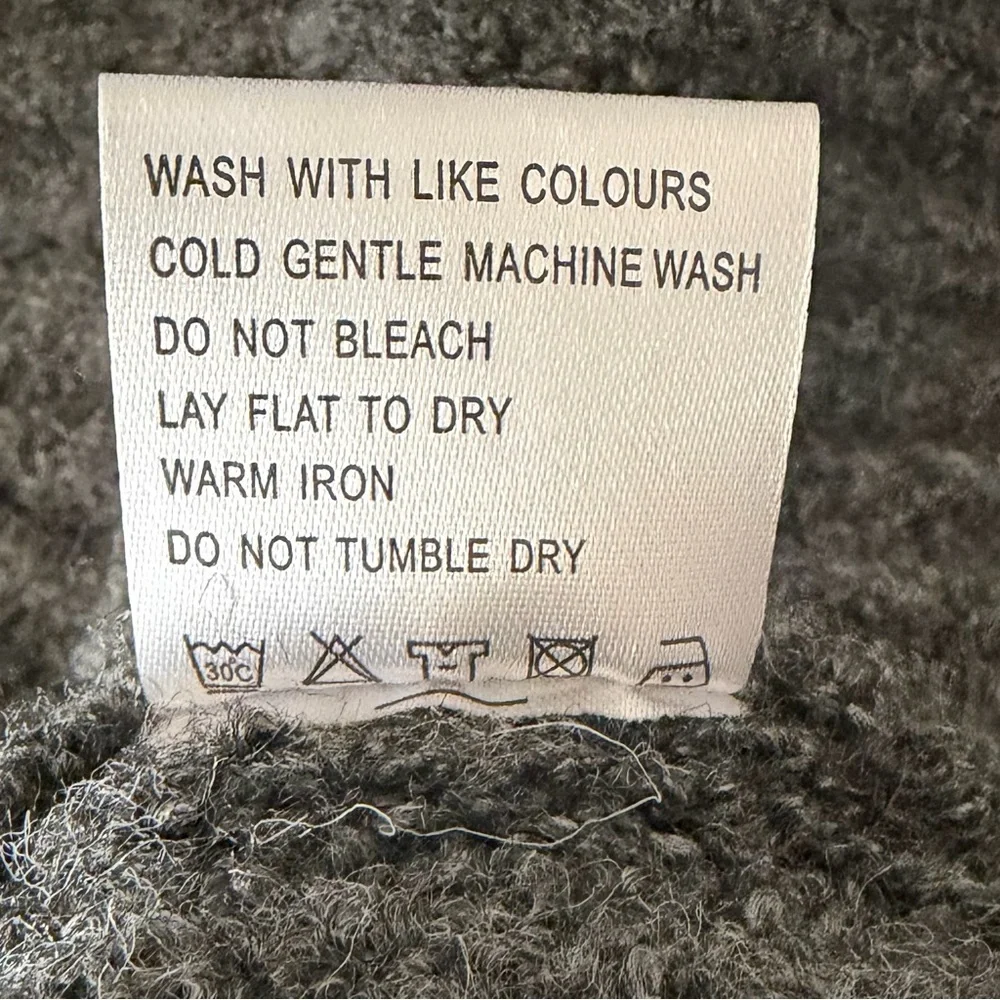 WASH WITH LIKE COLOURS
COLD GENTLE MACHINE WASH
DO NOT BLEACH
LAY FLAT TO DRY
WARM IRON
DO NOT TUMBLE DRY
30°C